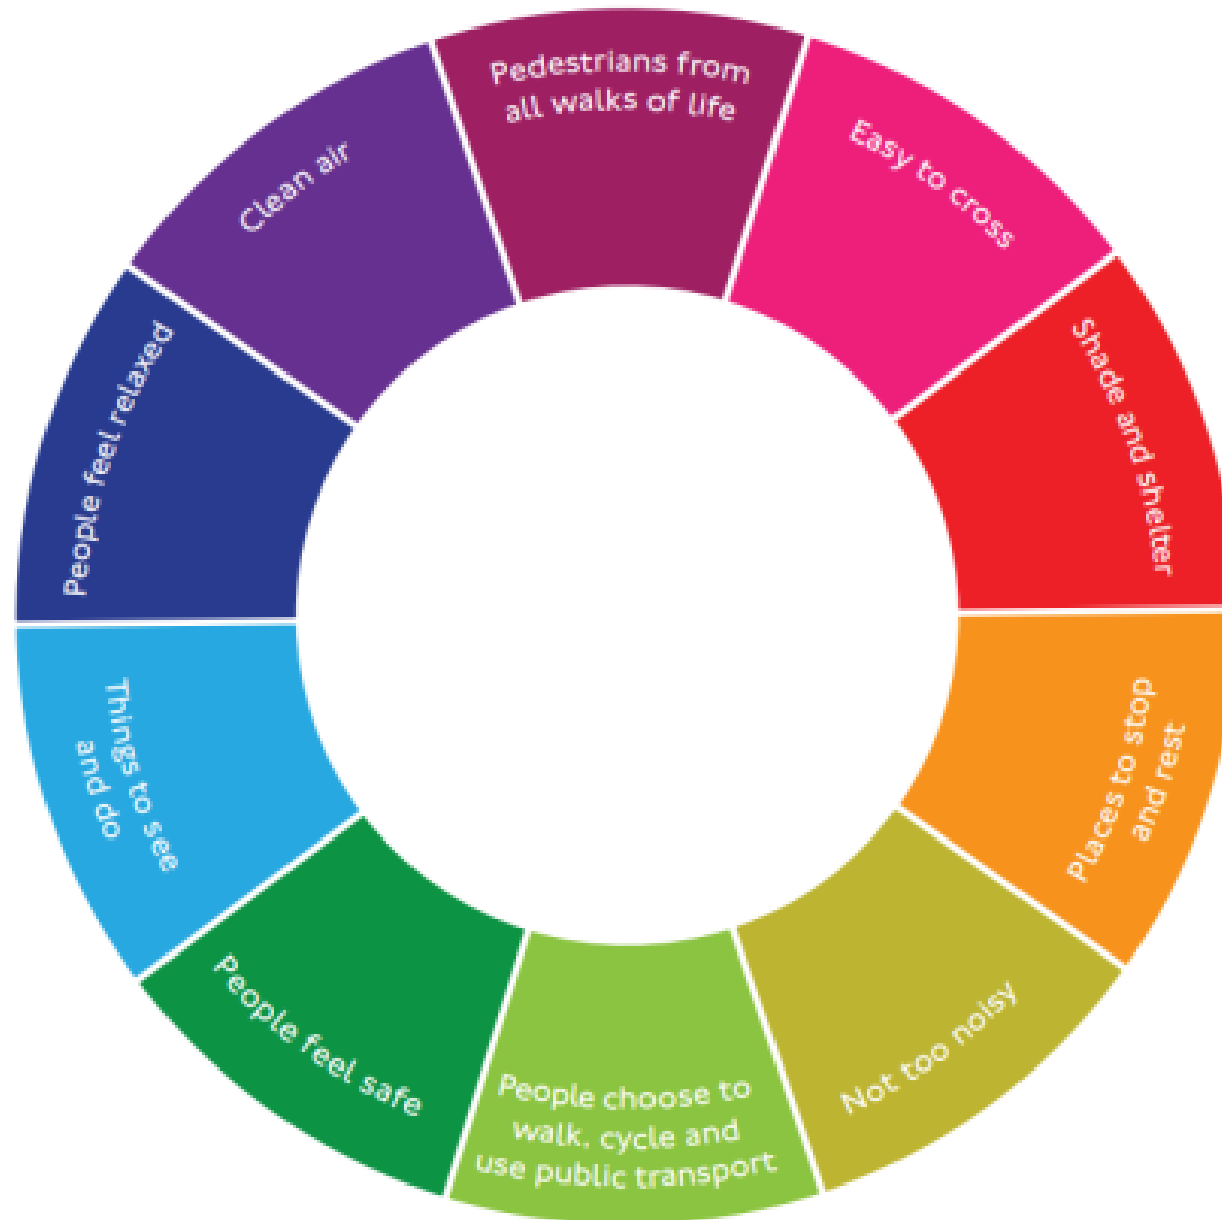 Pedestrians from
all walks of life
Easy to cross
Shade and shelter
Places to stop
and rest
Not too noisy
People choose to
walk, cycle and
use public transport
People feel safe
Things to see
and do
People feel relaxed
Clean air